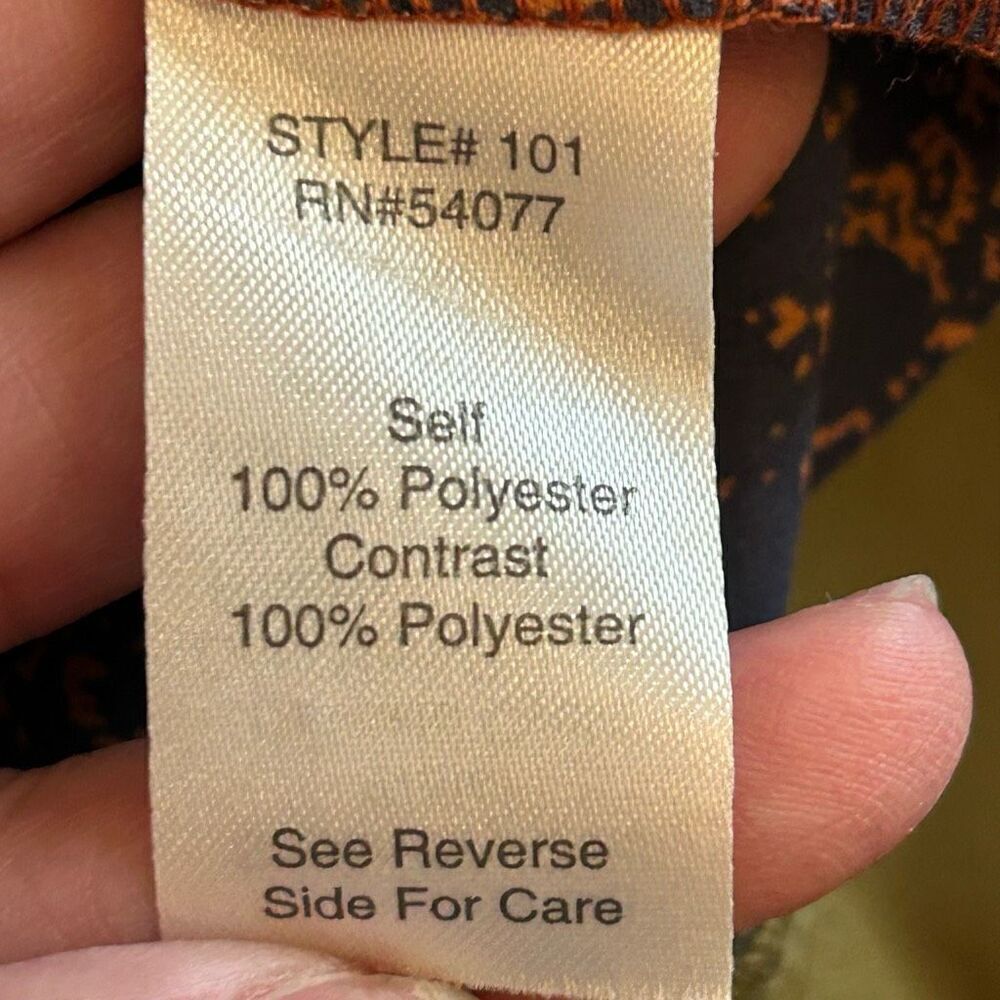 STYLE# 101
RN#54077
Self
100% Polyester
Contrast
100% Polyester
See Reverse
Side For Care